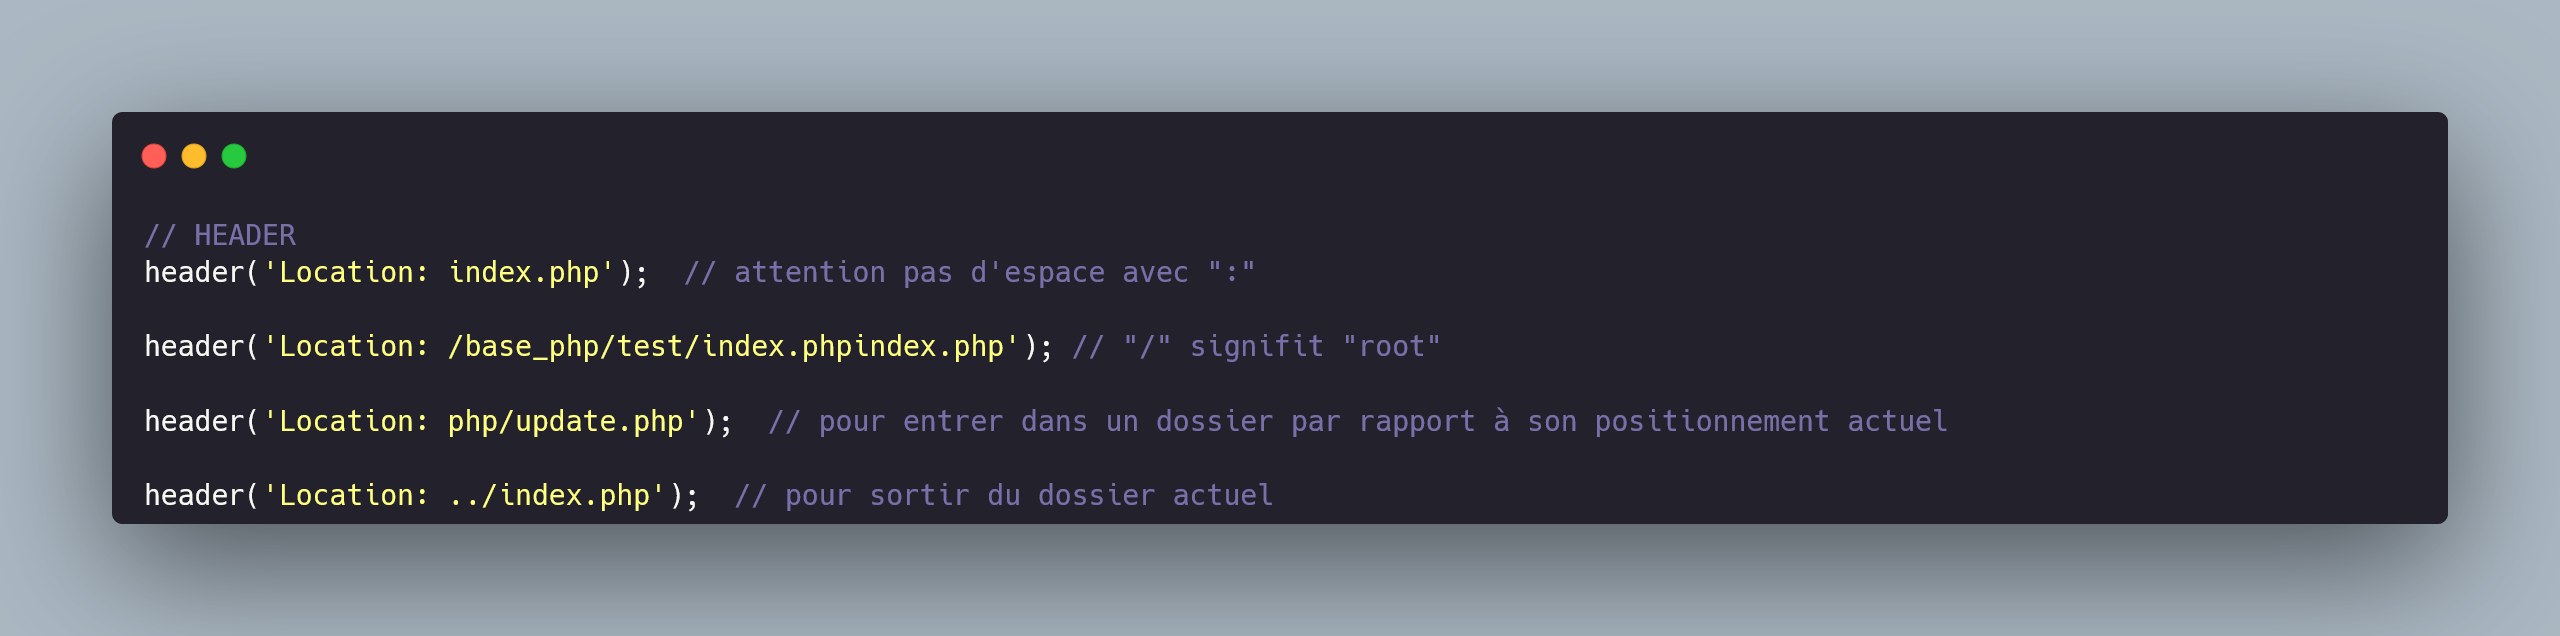 // HEADER
header('Location: index.php');  // attention pas d'espace avec ":"
header('Location: /base_php/test/index.phpindex.php'); // "/" signifit "root"
header('Location: php/update.php');  // pour entrer dans un dossier par rapport à son positionnement actuel
header('Location: ../index.php');  // pour sortir du dossier actuel